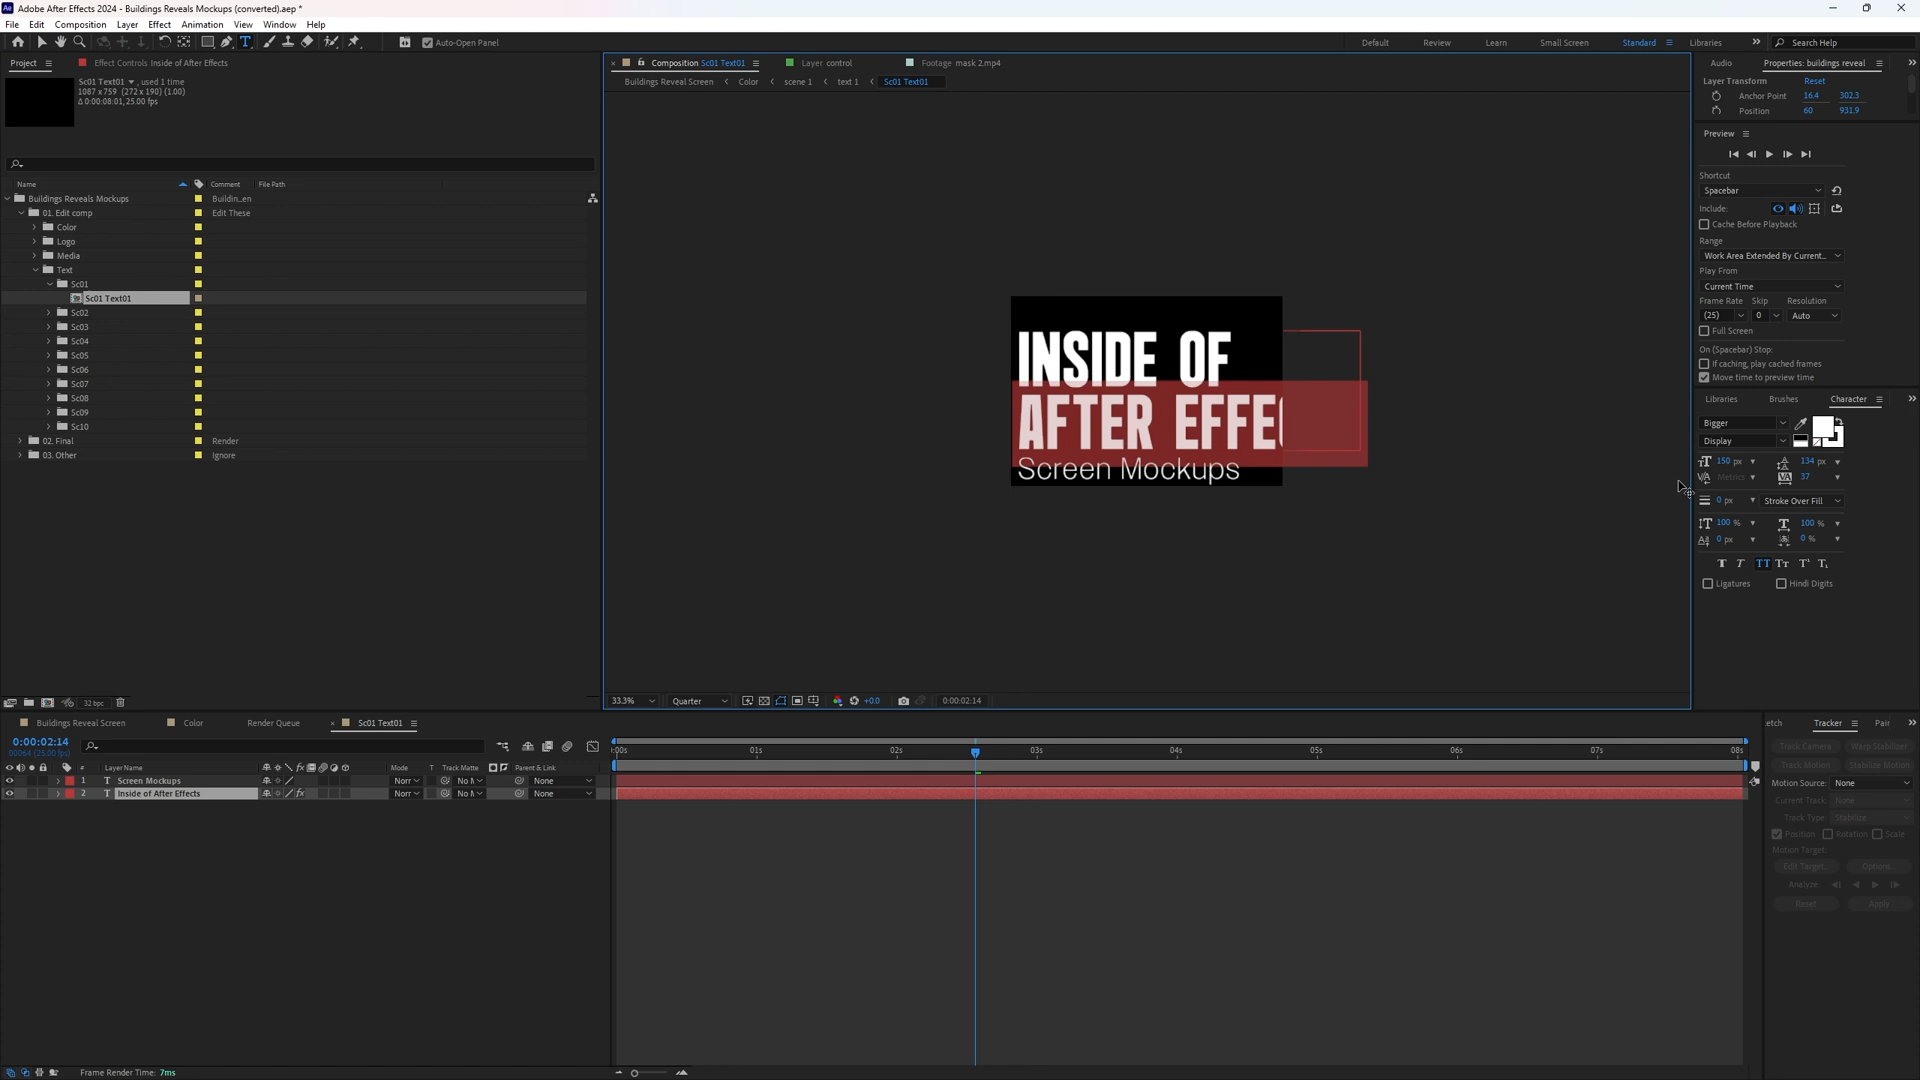 Adobe After Effects 2024 - Buildings Reveals Mockups (converted).aep *
File Edit Composition Layer Effect Animation View Window Help
Auto-Open Panel
Default Review Learn Small Screen Standard Libraries Search Help
Project
Effect Controls Inside of After Effects
Sc01 Text01 , used 1 time
1087 x 759 (272 x 190) (1.00)
Δ 0:00:08:01, 25.00 fps
Name Comment File Path
Buildings Reveals Mockups Buildin_en
01. Edit comp Edit These
Color
Logo
Media
Text
Sc01
Sc01 Text01
Sc02
Sc03
Sc04
Sc05
Sc06
Sc07
Sc08
Sc09
Sc10
02. Final Render
03. Other Ignore
32 bpc
Composition Sc01 Text01
Layer control
Footage mask 2.mp4
Buildings Reveal Screen Color scene 1 text 1 Sc01 Text01
INSIDE OF
AFTER EFFEC
Screen Mockups
33.3% Quarter +0.0 0:00:02:14
Audio Properties: buildings reveal
Layer Transform Reset
Anchor Point 16.4 302.3
Position 60 931.9
Preview
Shortcut
Spacebar
Include:
Cache Before Playback
Range
Work Area Extended By Current...
Play From
Current Time
Frame Rate Skip Resolution
(25) 0 Auto
Full Screen
On (Spacebar) Stop:
If caching, play cached frames
Move time to preview time
Libraries Brushes Character
Bigger
Display
150 px 134 px
Metrics 37
0 px Stroke Over Fill
100 % 100 %
0 px 0 %
Ligatures Hindi Digits
Buildings Reveal Screen Color Render Queue Sc01 Text01
0:00:02:14
00064 (25.00 fps)
# Layer Name Mode T Track Matte Parent & Link
1 Screen Mockups Norr No M None
2 Inside of After Effects Norr No M None
:00s 01s 02s 03s 04s 05s 06s 07s 08s
Frame Render Time: 7ms
etch Tracker Pair
Track Camera Warp Stabilizer
Track Motion Stabilize Motion
Motion Source: None
Current Track: None
Track Type: Stabilize
Position Rotation Scale
Motion Target:
Edit Target... Options...
Analyze:
Reset Apply